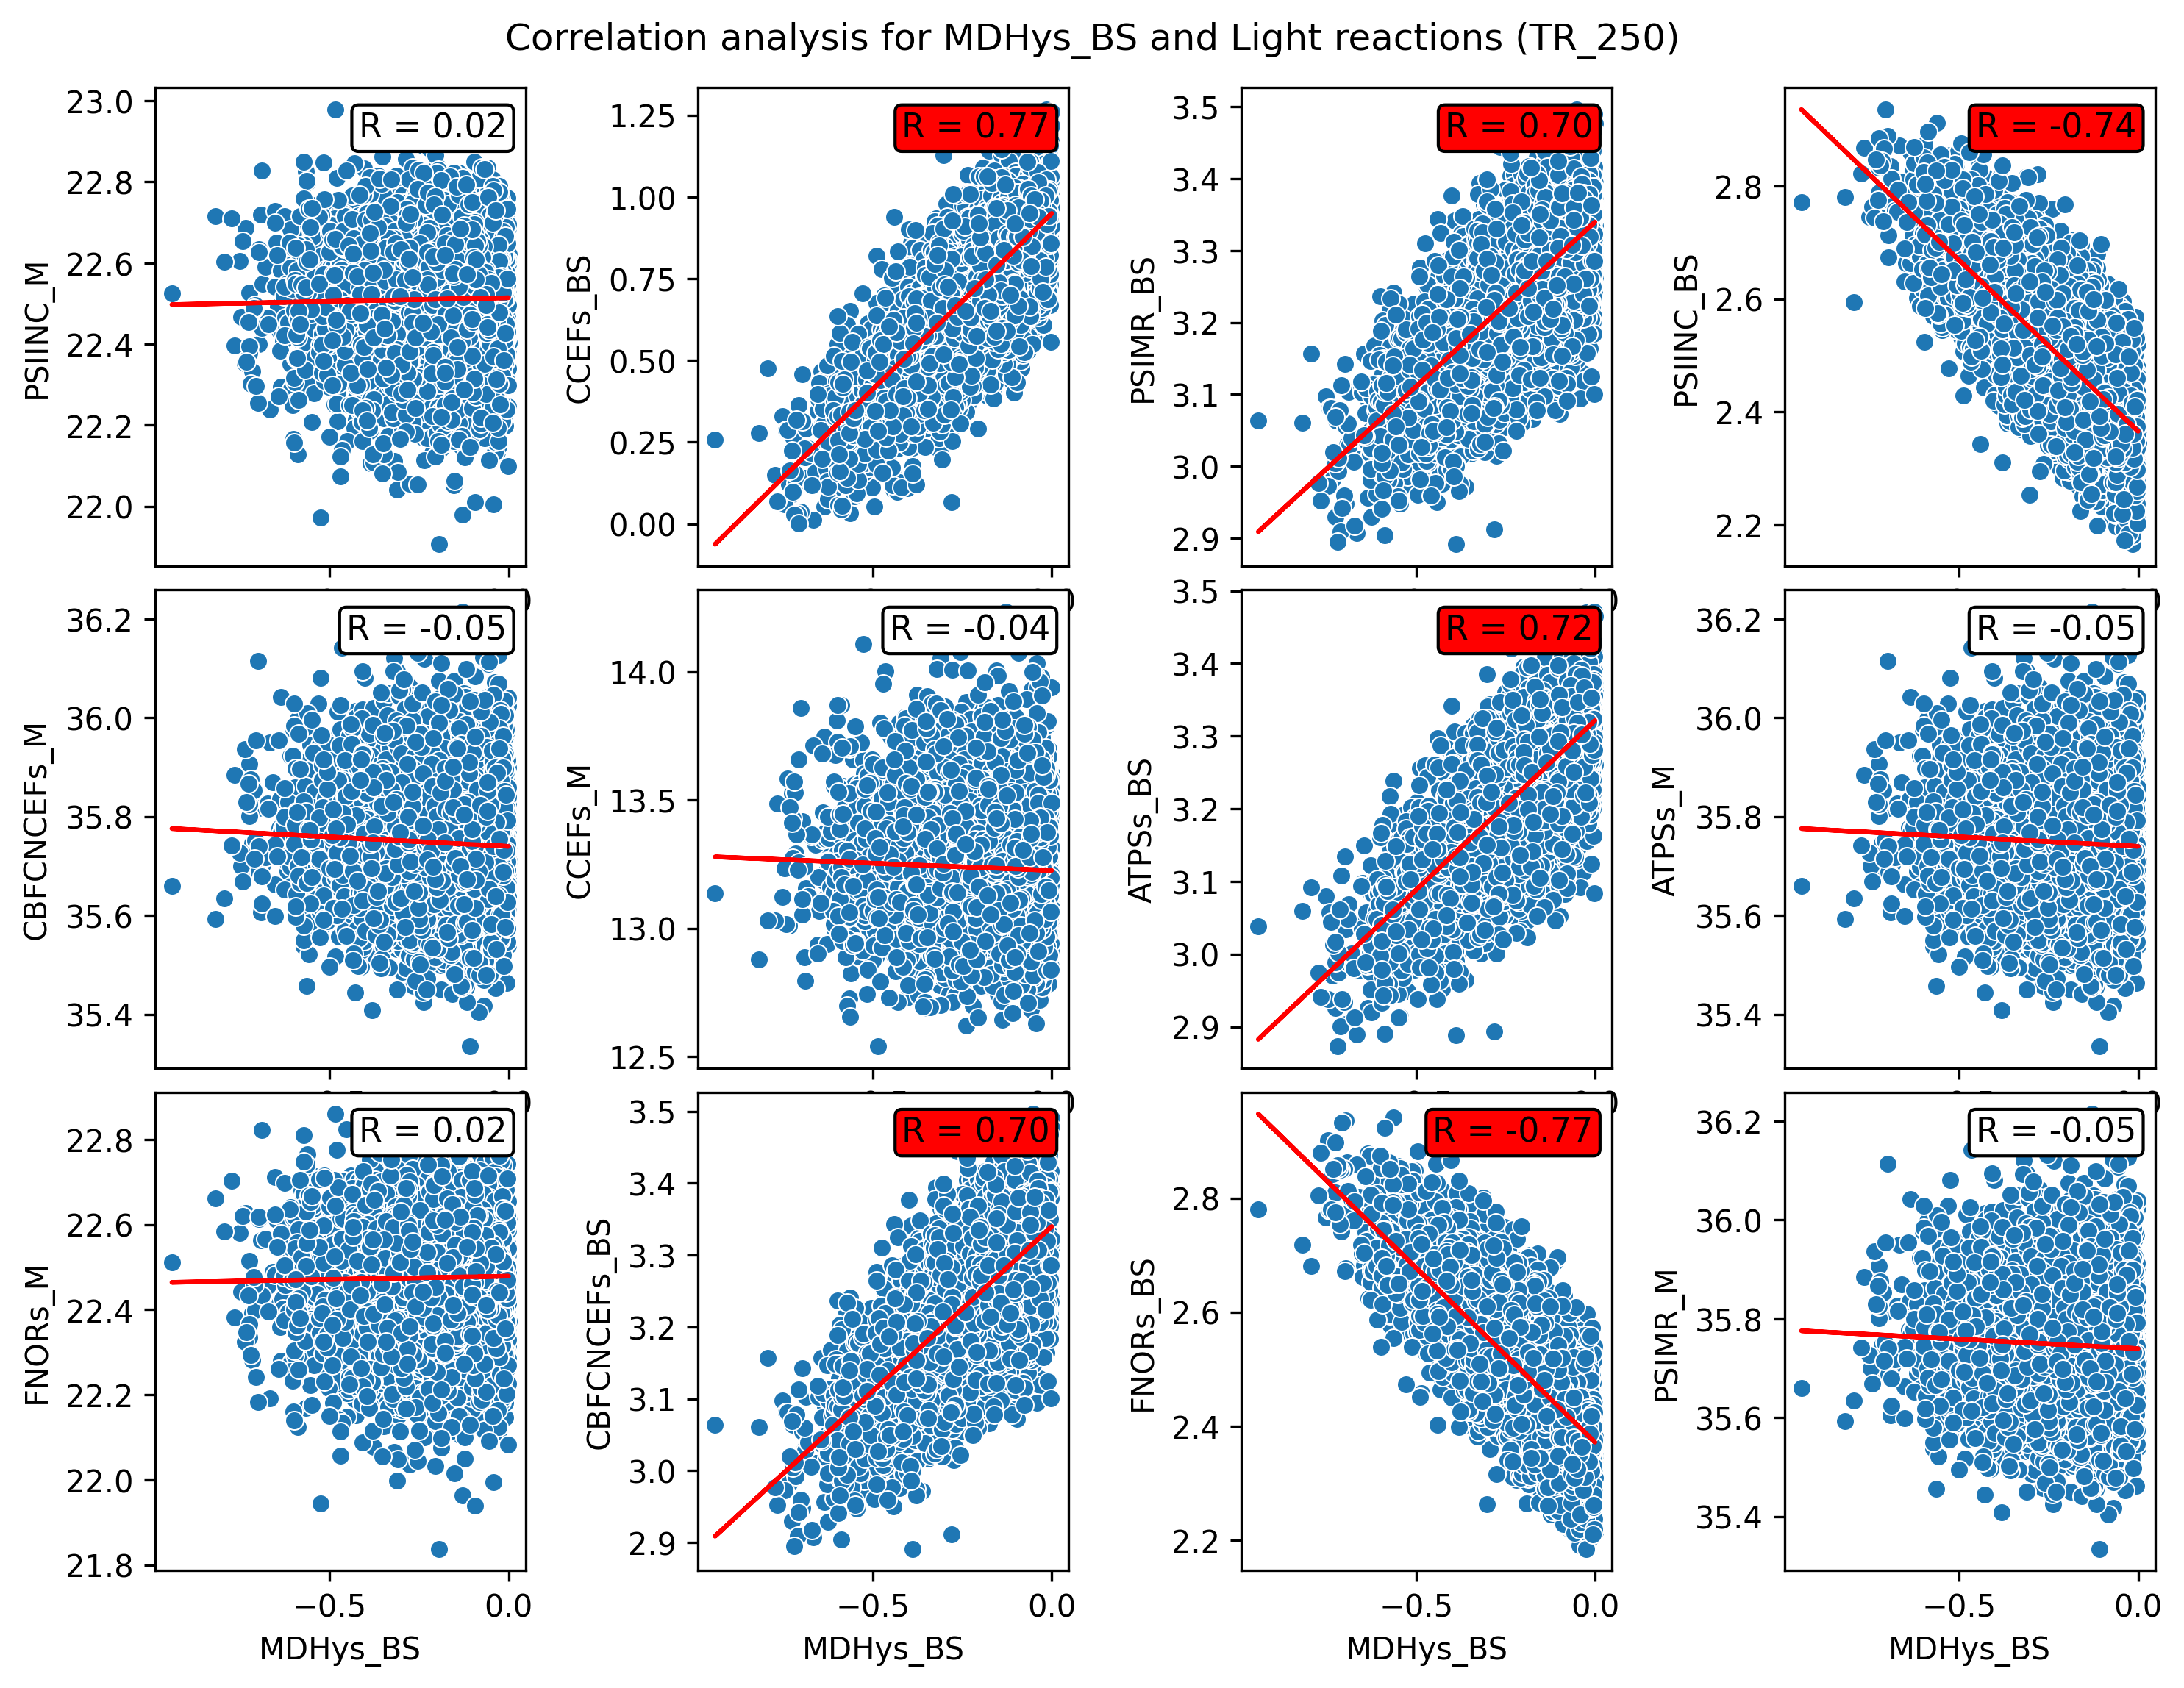 Correlation analysis for MDHys_BS and Light reactions (TR_250)
PSIINC_M
23.0
22.8
22.6
22.4
22.2
22.0
R = 0.02
CCEFs_BS
1.25
1.00
0.75
0.50
0.25
0.00
R = 0.77
PSIMR_BS
3.5
3.4
3.3
3.2
3.1
3.0
2.9
R = 0.70
PSIINC_BS
2.8
2.6
2.4
2.2
R = -0.74
CBFCNCEFs_M
36.2
36.0
35.8
35.6
35.4
R = -0.05
CCEFs_M
14.0
13.5
13.0
12.5
R = -0.04
ATPSs_BS
3.5
3.4
3.3
3.2
3.1
3.0
2.9
R = 0.72
ATPSs_M
36.2
36.0
35.8
35.6
35.4
R = -0.05
FNORs_M
22.8
22.6
22.4
22.2
22.0
21.8
R = 0.02
−0.5 0.0
MDHys_BS
CBFCNCEFs_BS
3.5
3.4
3.3
3.2
3.1
3.0
2.9
R = 0.70
−0.5 0.0
MDHys_BS
FNORs_BS
2.8
2.6
2.4
2.2
R = -0.77
−0.5 0.0
MDHys_BS
PSIMR_M
36.2
36.0
35.8
35.6
35.4
R = -0.05
−0.5 0.0
MDHys_BS